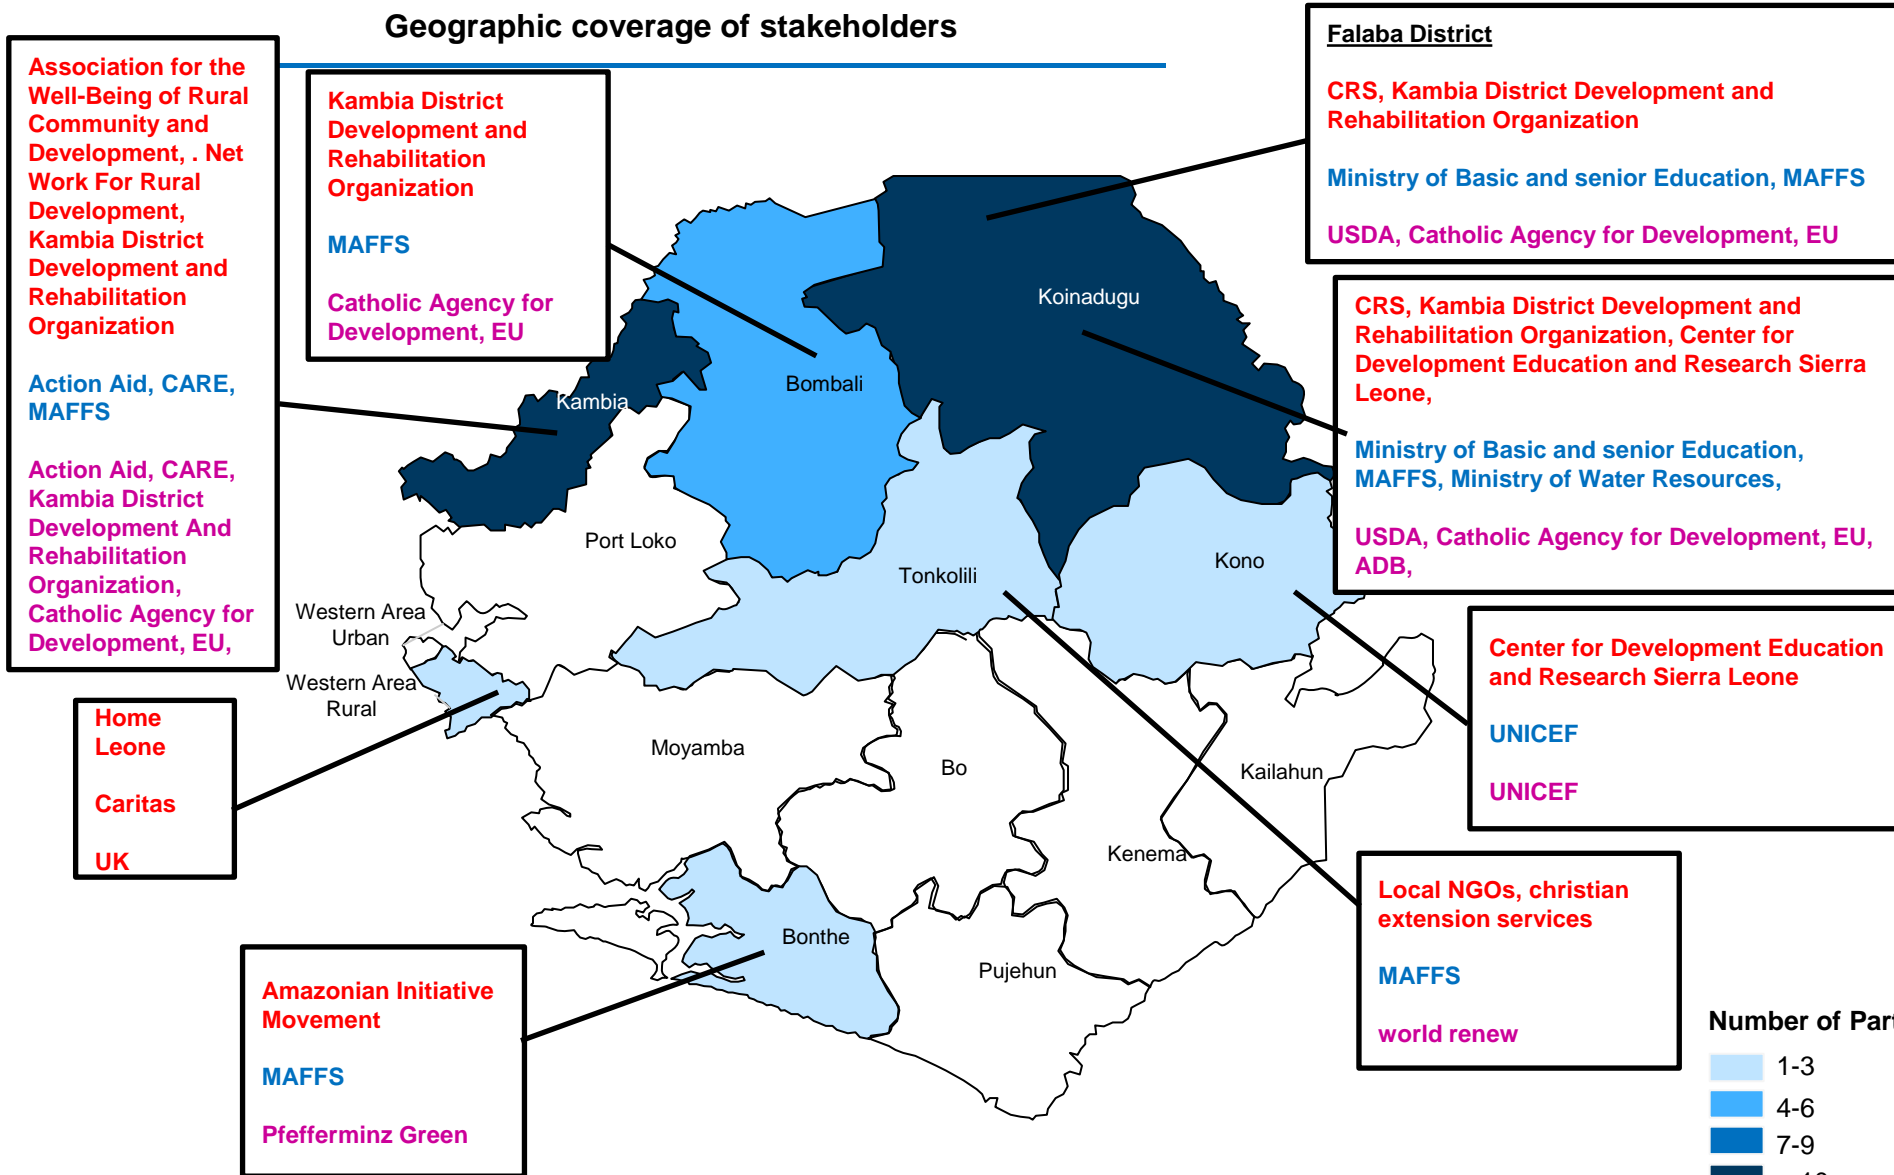 Geographic coverage of stakeholders
Association for the
Well-Being of Rural
Community and
Development, . Net
Work For Rural
Development,
Kambia District
Development and
Rehabilitation
Organization
Action Aid, CARE,
MAFFS
Action Aid, CARE,
Kambia District
Development And
Rehabilitation
Organization,
Catholic Agency for
Development, EU,
Kambia District
Development and
Rehabilitation
Organization
MAFFS
Catholic Agency for
Development, EU
Falaba District
CRS, Kambia District Development and
Rehabilitation Organization
Ministry of Basic and senior Education, MAFFS
USDA, Catholic Agency for Development, EU
CRS, Kambia District Development and
Rehabilitation Organization, Center for
Development Education and Research Sierra
Leone,
Ministry of Basic and senior Education,
MAFFS, Ministry of Water Resources,
USDA, Catholic Agency for Development, EU,
ADB,
Koinadugu
Bombali
Kambia
Port Loko
Tonkolili
Kono
Western Area
Urban
Western Area
Rural
Moyamba
Bo
Kailahun
Kenema
Bonthe
Pujehun
Home
Leone
Caritas
UK
Center for Development Education
and Research Sierra Leone
UNICEF
UNICEF
Local NGOs, christian
extension services
MAFFS
world renew
Amazonian Initiative
Movement
MAFFS
Pfefferminz Green
Number of Part
1-3
4-6
7-9